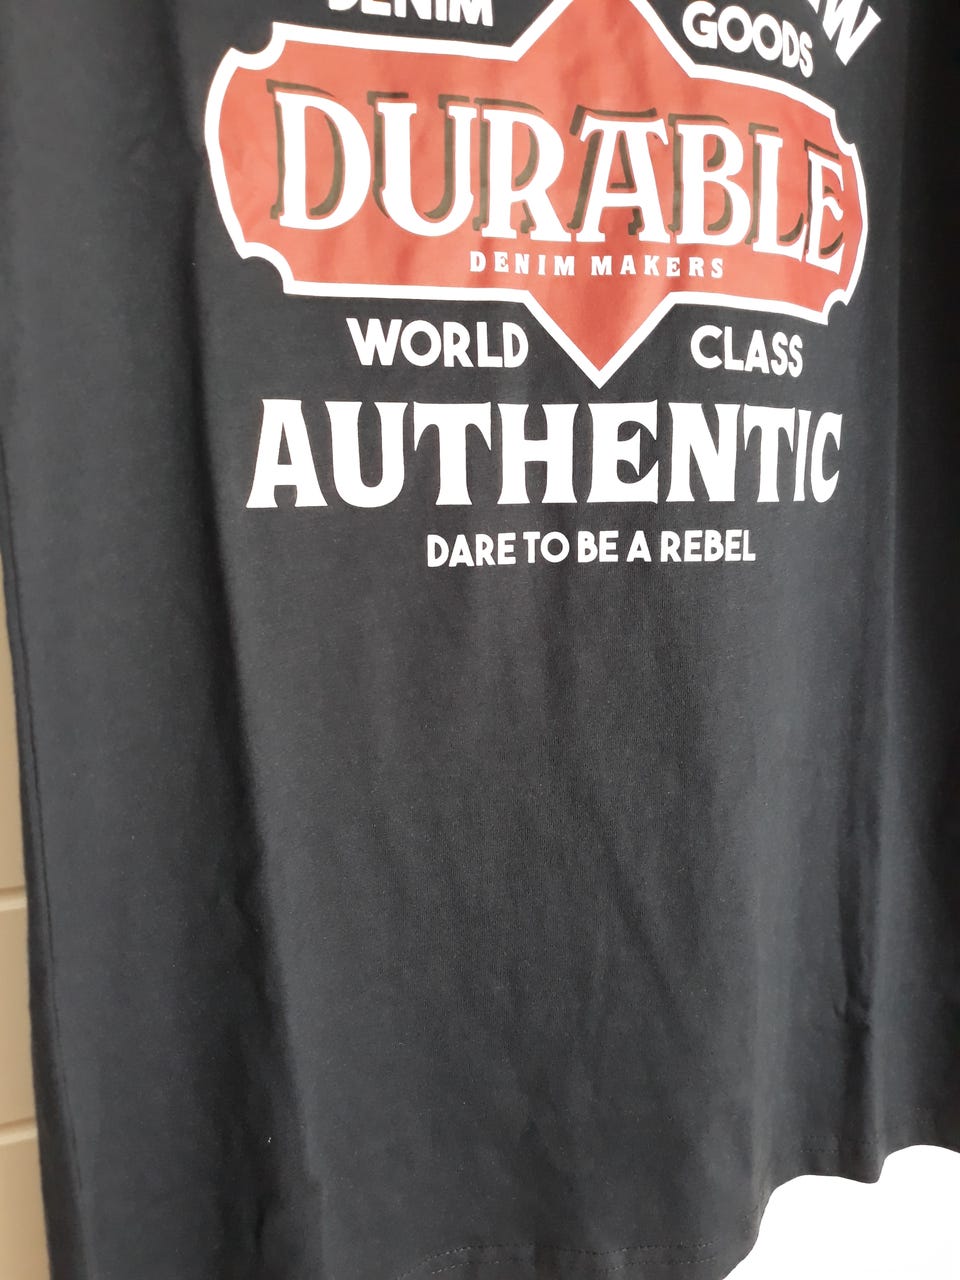 DENIM GOODS
DURABLE
DENIM MAKERS
WORLD CLASS
AUTHENTIC
DARE TO BE A REBEL